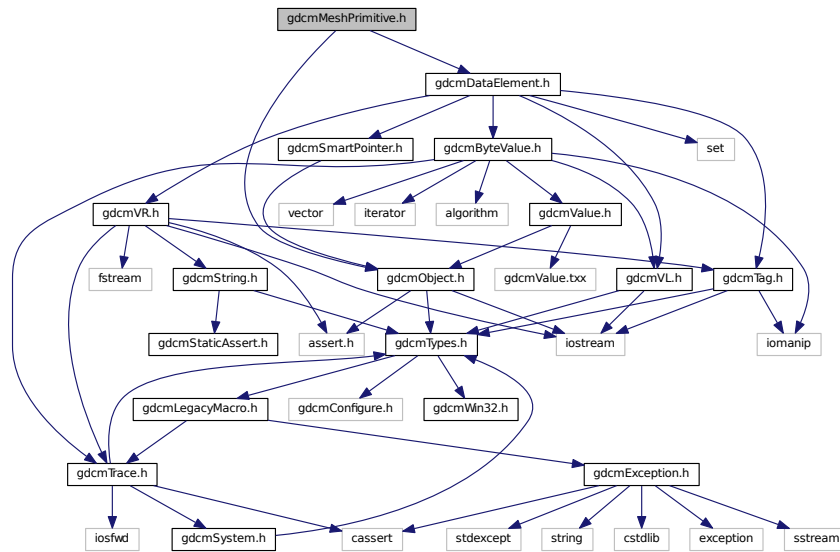 gdcmMeshPrimitive.h
gdcmDataElement.h
gdcmSmartPointer.h
gdcmByteValue.h
set
vector
iterator
algorithm
gdcmValue.h
gdcmVR.h
fstream
gdcmString.h
gdcmObject.h
gdcmValue.txx
gdcmVL.h
gdcmTag.h
gdcmStaticAssert.h
assert.h
gdcmTypes.h
iostream
iomanip
gdcmLegacyMacro.h
gdcmConfigure.h
gdcmWin32.h
gdcmTrace.h
gdcmException.h
iosfwd
gdcmSystem.h
cassert
stdexcept
string
cstdlib
exception
sstream